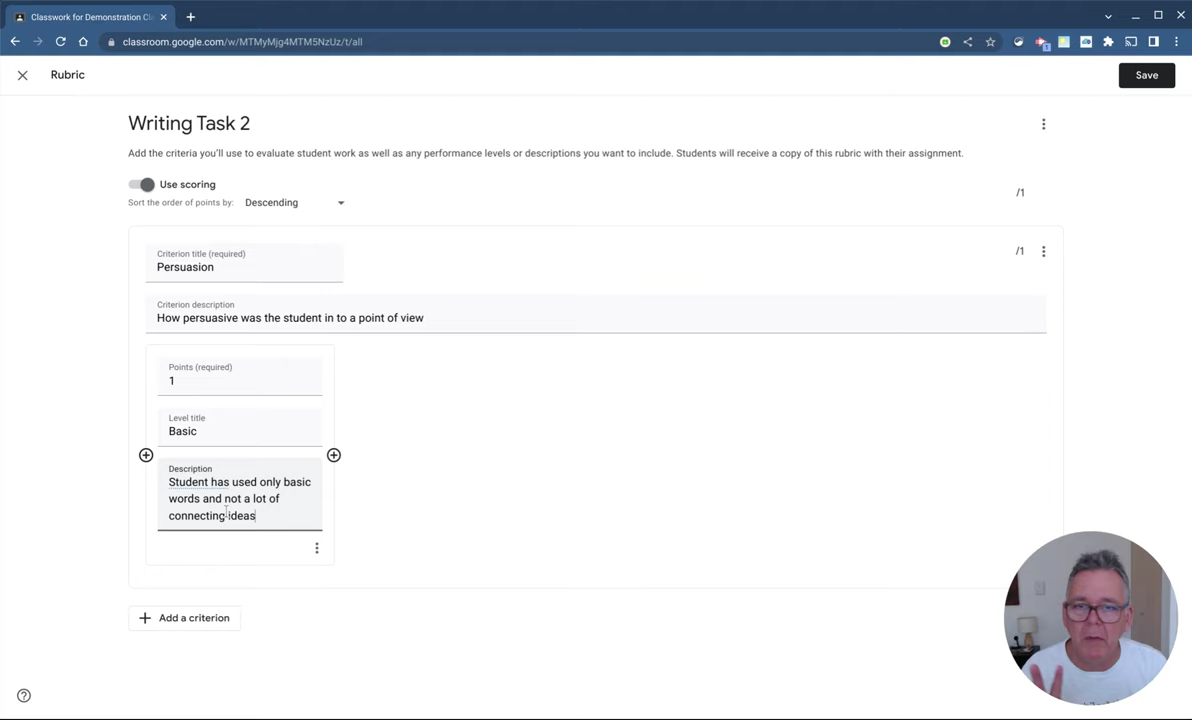 Classwork for Demonstration Cl
classroom.google.com/w/MTMyMjg4MTM5NzUz/t/all
1
Rubric
Save
Writing Task 2
Add the criteria you'll use to evaluate student work as well as any performance levels or descriptions you want to include. Students will receive a copy of this rubric with their assignment.
Use scoring
/1
Sort the order of points by: Descending
Criterion title (required)
/1
Persuasion
Criterion description
How persuasive was the student in to a point of view
Points (required)
1
Level title
Basic
Description
Student has used only basic
words and not a lot of
connecting ideas
Add a criterion